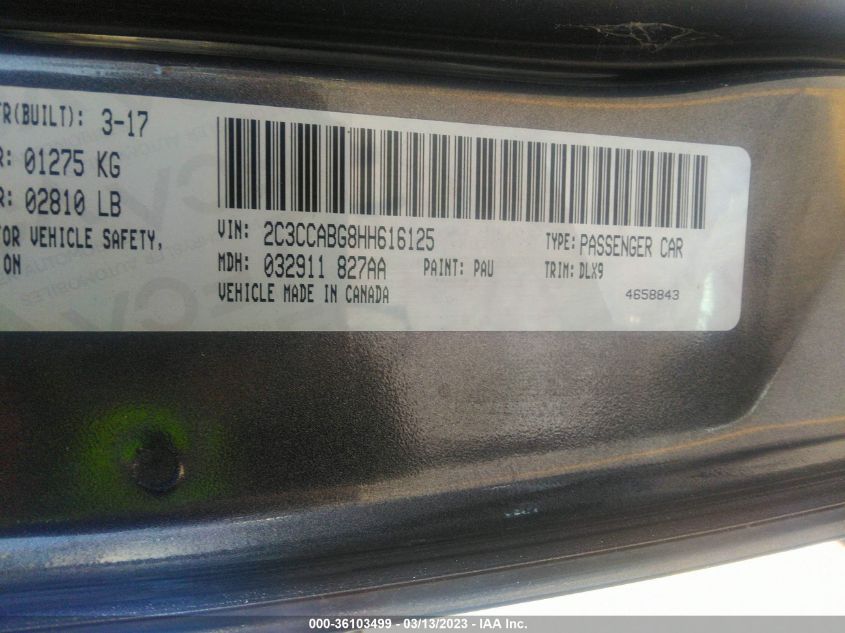 TR(BUILT): 3-17
R: 01275 KG
R: 02810 LB
TOR VEHICLE SAFETY,
ON
VIN: 2C3CCABG8HH616125
TYPE: PASSENGER CAR
MDH: 032911 827AA
PAINT: PAU
TRIM: DLX9
VEHICLE MADE IN CANADA
4658843
000-36103499 - 03/13/2023 - IAA Inc.